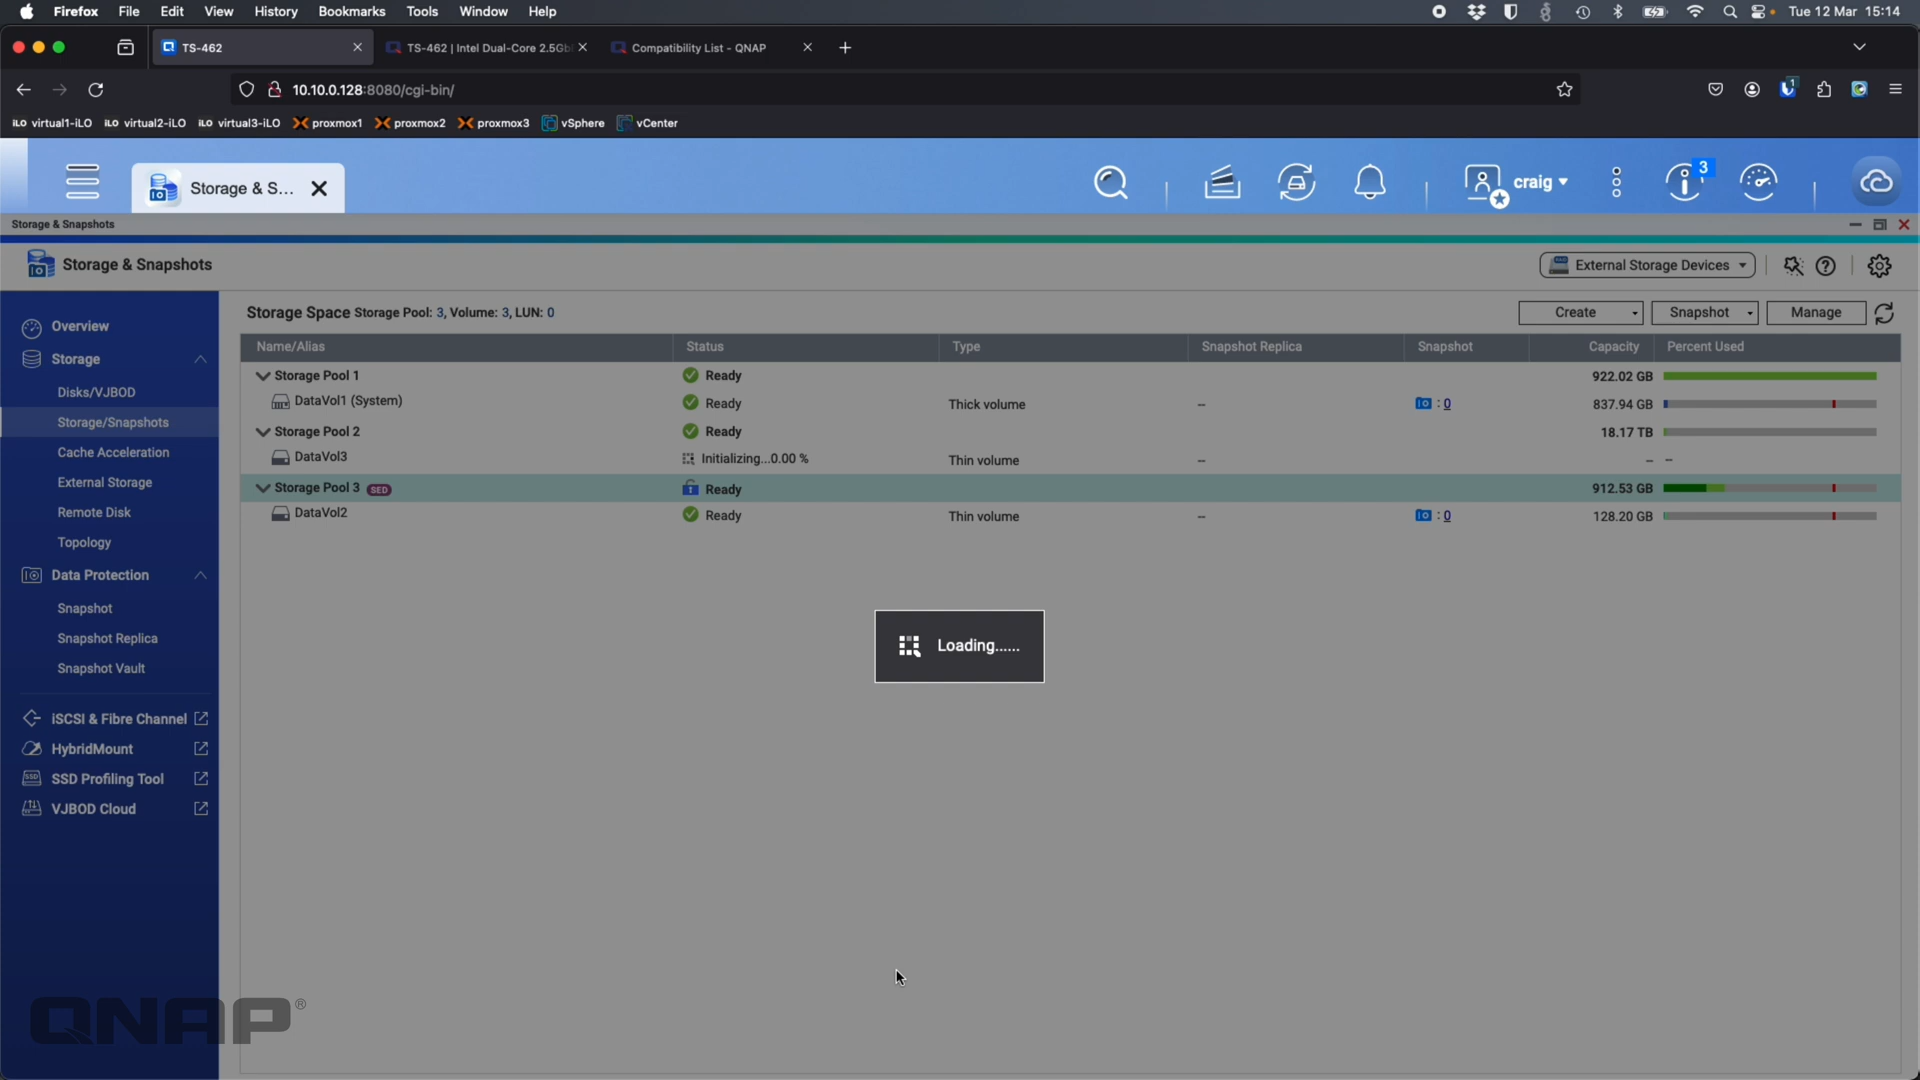 Firefox File Edit View History Bookmarks Tools Window Help Tue 12 Mar 15:14
TS-462 TS-462 | Intel Dual-Core 2.5Gb Compatibility List - QNAP
10.10.0.128:8080/cgi-bin/
iLO virtual1-iLO iLO virtual2-iLO iLO virtual3-iLO proxmox1 proxmox2 proxmox3 vSphere vCenter
Storage & S... craig 3
Storage & Snapshots
Storage & Snapshots External Storage Devices
Overview
Storage
Disks/VJBOD
Storage/Snapshots
Cache Acceleration
External Storage
Remote Disk
Topology
Data Protection
Snapshot
Snapshot Replica
Snapshot Vault
iSCSI & Fibre Channel
HybridMount
SSD Profiling Tool
VJBOD Cloud
Storage Space Storage Pool: 3, Volume: 3, LUN: 0 Create Snapshot Manage
Name/Alias Status Type Snapshot Replica Snapshot Capacity Percent Used
Storage Pool 1 Ready 922.02 GB
DataVol1 (System) Ready Thick volume -- : 0 837.94 GB
Storage Pool 2 Ready 18.17 TB
DataVol3 Initializing...0.00 % Thin volume -- -- --
Storage Pool 3 SED Ready 912.53 GB
DataVol2 Ready Thin volume -- : 0 128.20 GB
Loading......
QNAP®